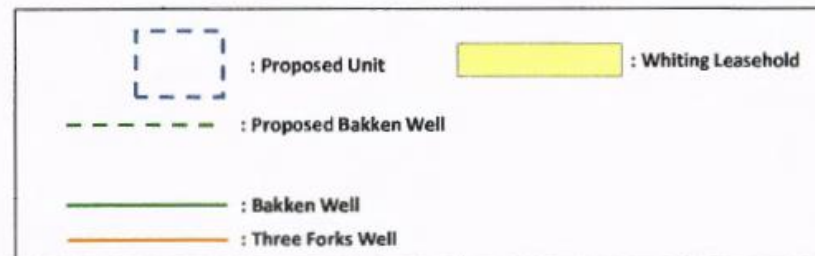 : Proposed Unit
: Whiting Leasehold
: Proposed Bakken Well
: Bakken Well
: Three Forks Well